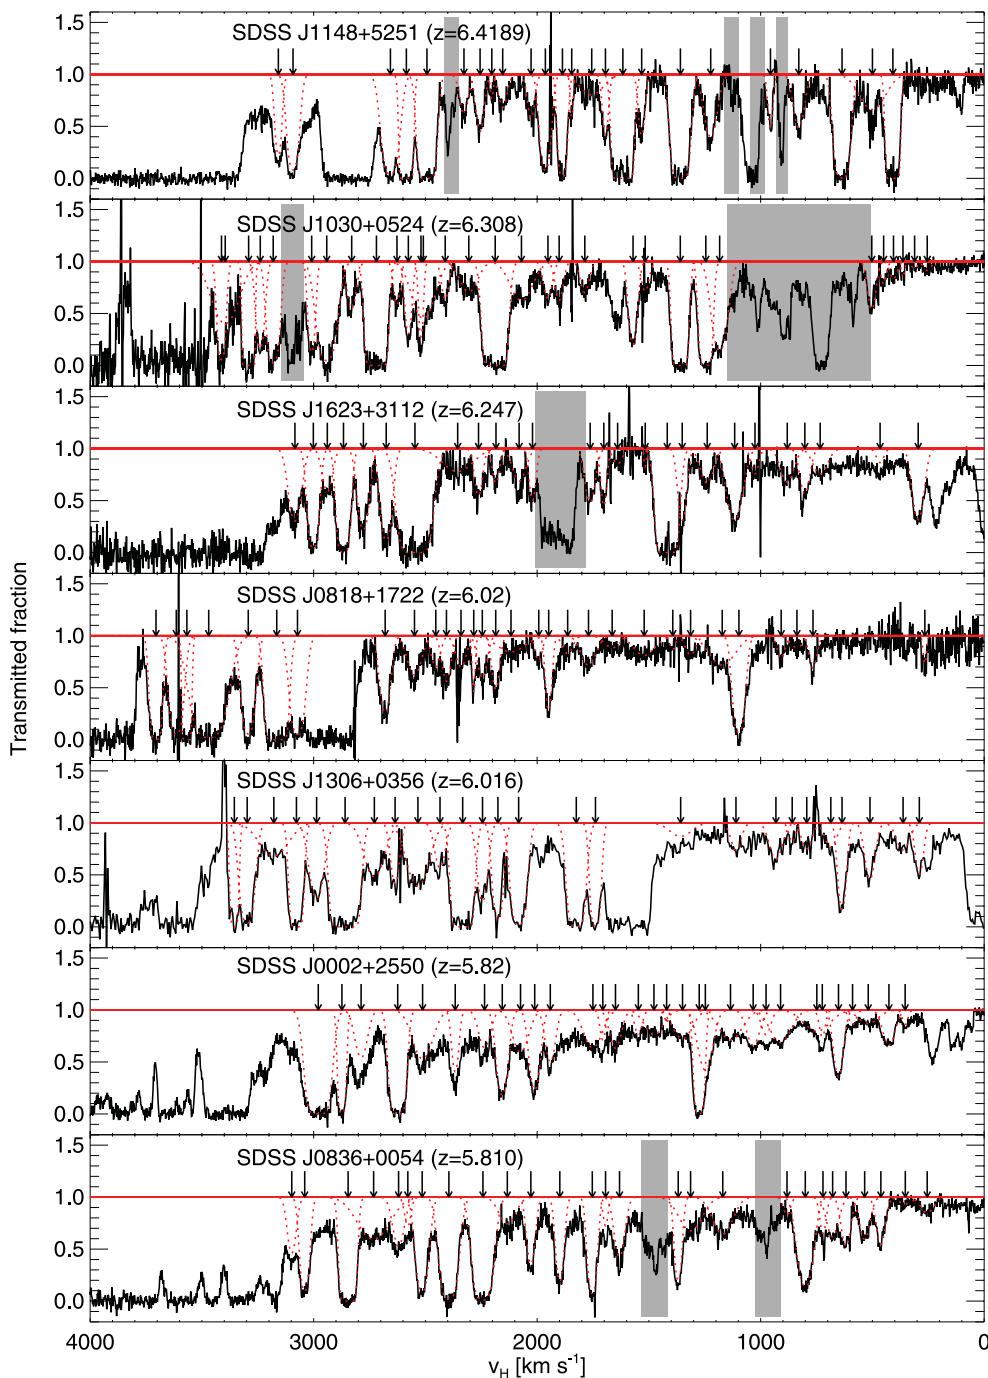 SDSS J1148+5251 (z=6.4189)
1.5
1.0
0.5
0.0
SDSS J1030+0524 (z=6.308)
1.5
1.0
0.5
0.0
SDSS J1623+3112 (z=6.247)
1.5
1.0
0.5
0.0
SDSS J0818+1722 (z=6.02)
1.5
1.0
0.5
0.0
SDSS J1306+0356 (z=6.016)
1.5
1.0
0.5
0.0
SDSS J0002+2550 (z=5.82)
1.5
1.0
0.5
0.0
SDSS J0836+0054 (z=5.810)
1.5
1.0
0.5
0.0
Transmitted fraction
4000 3000 2000 1000 0
v_H [km s⁻¹]